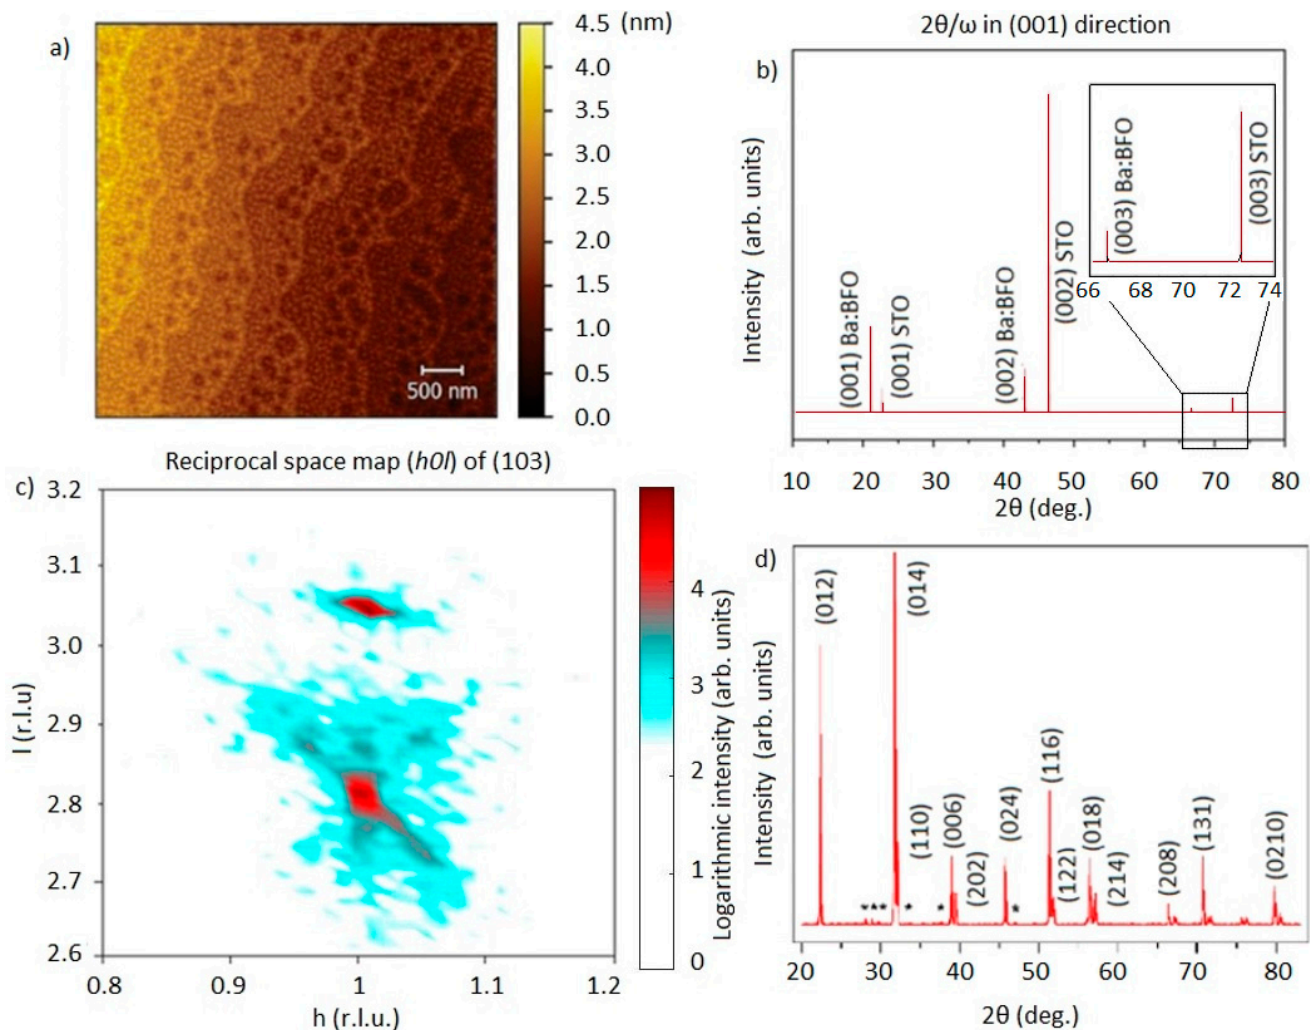 a)
4.5 (nm)
4.0
3.5
3.0
2.5
2.0
1.5
1.0
0.5
0.0
500 nm
2θ/ω in (001) direction
b)
Intensity (arb. units)
(001) Ba:BFO
(001) STO
(002) Ba:BFO
(002) STO
(003) Ba:BFO
(003) STO
66 68 70 72 74
10 20 30 40 50 60 70 80
2θ (deg.)
Reciprocal space map (h0l) of (103)
c)
3.2
3.1
3.0
2.9
2.8
2.7
2.6
l (r.l.u)
0.8 0.9 1 1.1 1.2
h (r.l.u.)
4
3
2
1
0
Logarithmic intensity (arb. units)
d)
Intensity (arb. units)
(012)
(014)
(110)
(006)
(202)
(024)
(116)
(122)
(018)
(214)
(208)
(131)
(0210)
* * * * * *
20 30 40 50 60 70 80
2θ (deg.)